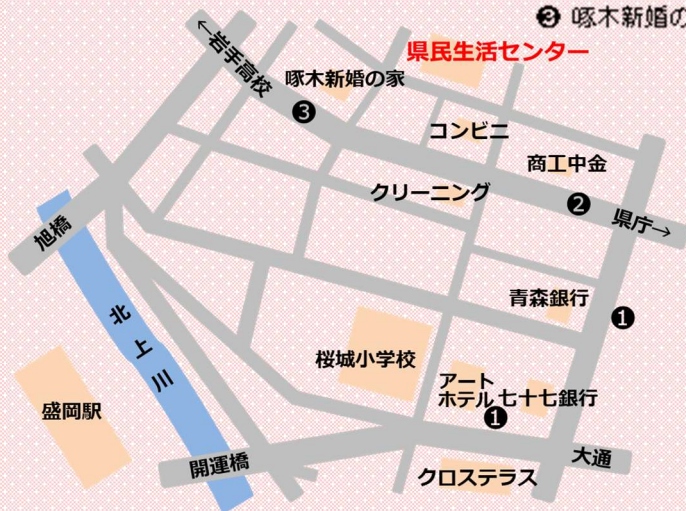 ❸ 啄木新婚の
←岩手高校
県民生活センター
啄木新婚の家
❸
コンビニ
商工中金
クリーニング
❷
県庁→
旭橋
青森銀行
❶
北上川
桜城小学校
アート
ホテル
七十七銀行
❶
盛岡駅
開運橋
大通
クロステラス